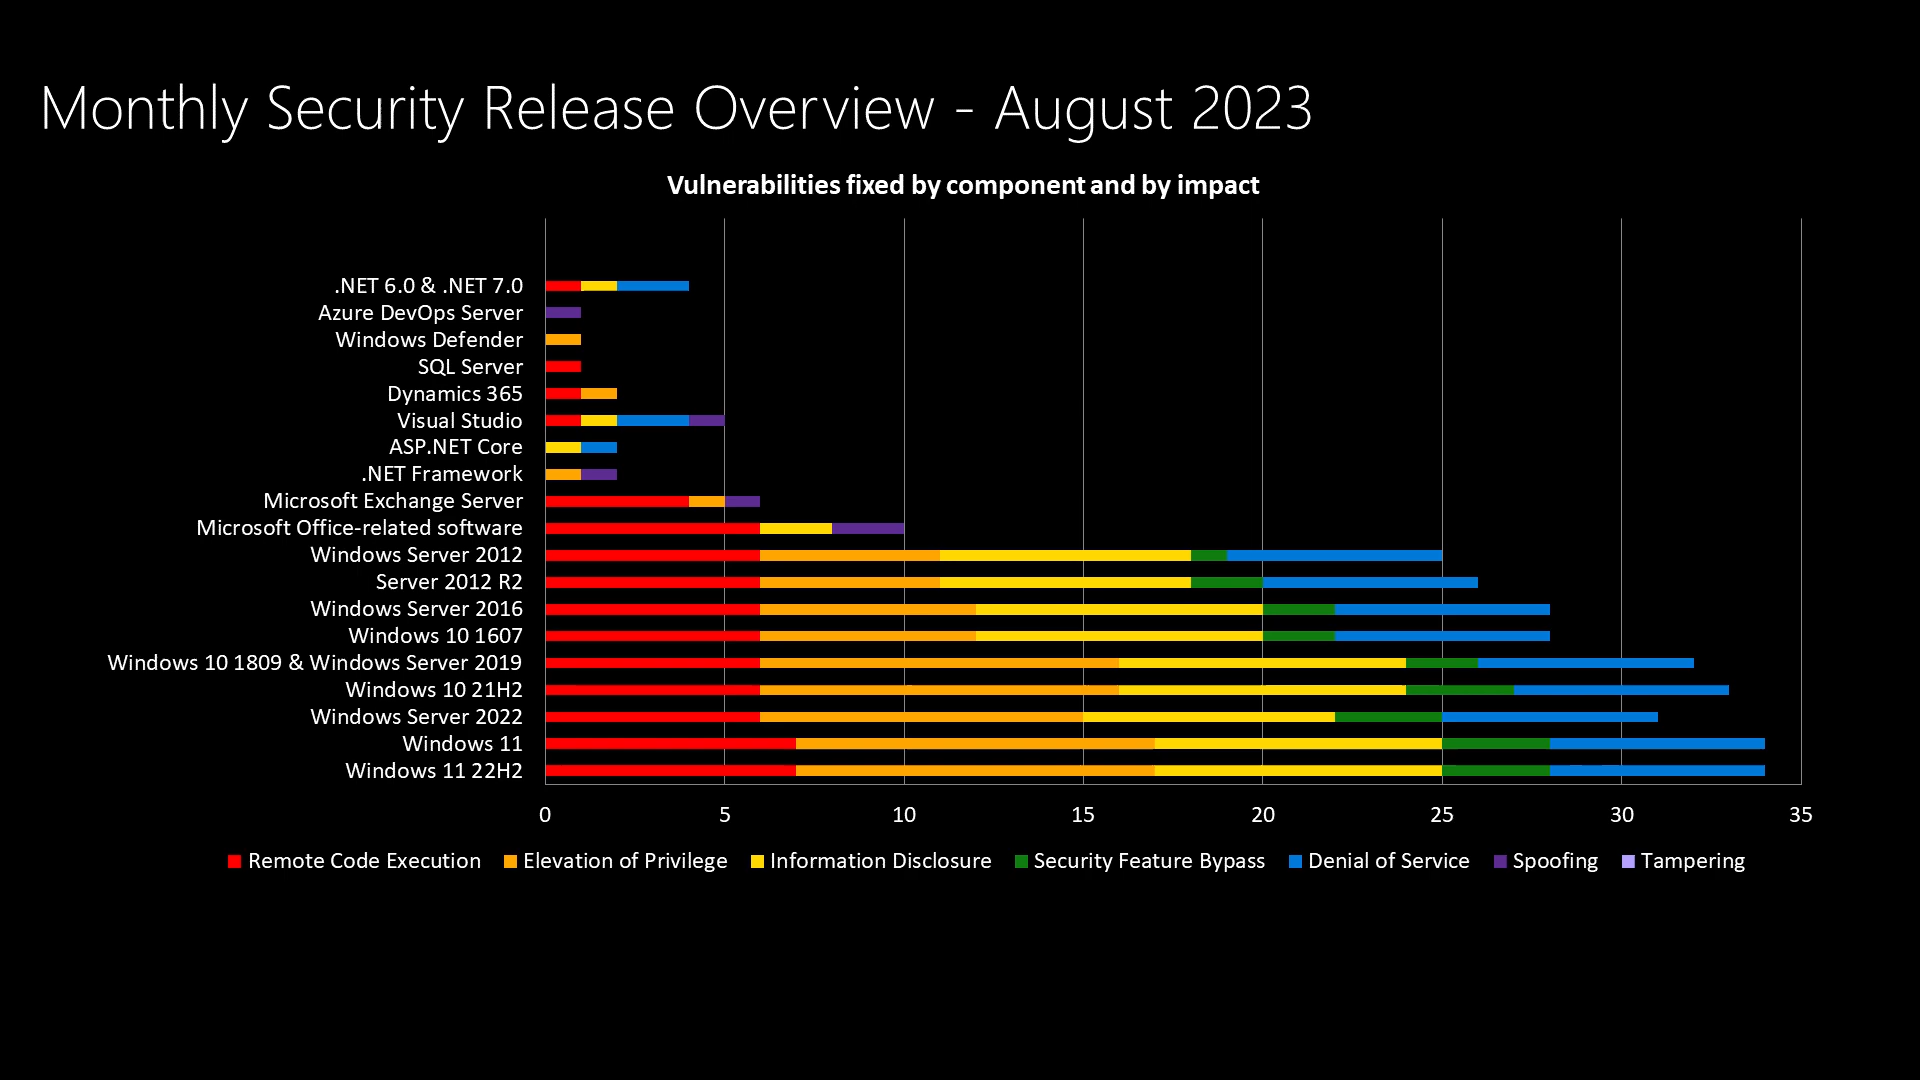 Monthly Security Release Overview - August 2023
Vulnerabilities fixed by component and by impact
.NET 6.0 & .NET 7.0
Azure DevOps Server
Windows Defender
SQL Server
Dynamics 365
Visual Studio
ASP.NET Core
.NET Framework
Microsoft Exchange Server
Microsoft Office-related software
Windows Server 2012
Server 2012 R2
Windows Server 2016
Windows 10 1607
Windows 10 1809 & Windows Server 2019
Windows 10 21H2
Windows Server 2022
Windows 11
Windows 11 22H2
0 5 10 15 20 25 30 35
Remote Code Execution Elevation of Privilege Information Disclosure Security Feature Bypass Denial of Service Spoofing Tampering